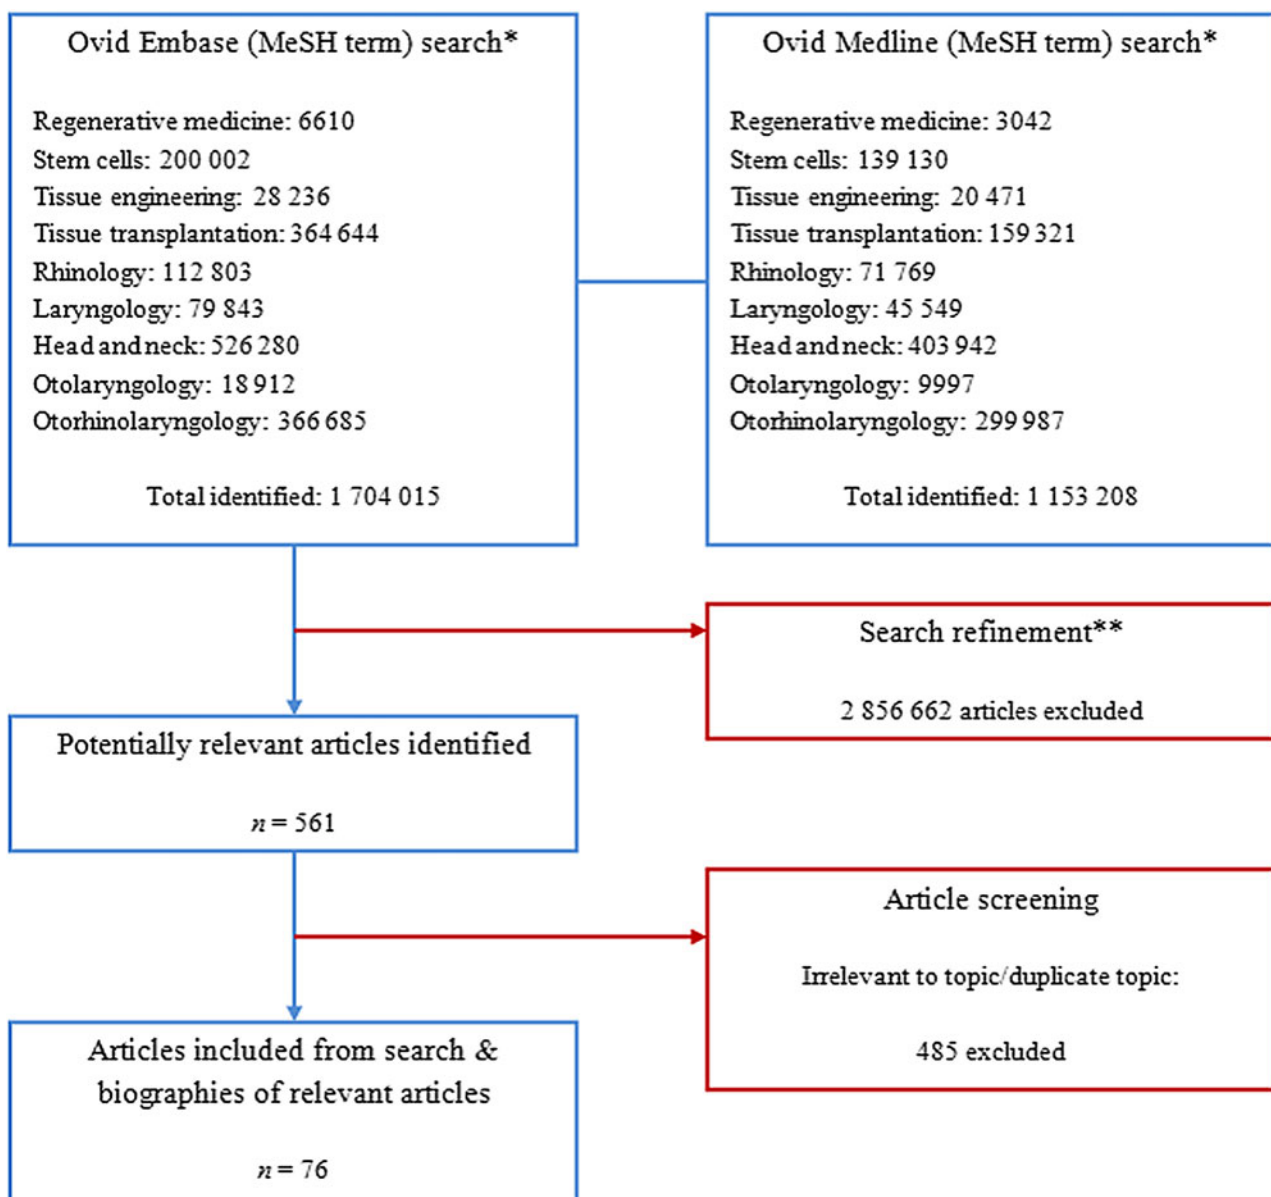 Ovid Embase (MeSH term) search*
Regenerative medicine: 6610
Stem cells: 200 002
Tissue engineering: 28 236
Tissue transplantation: 364 644
Rhinology: 112 803
Laryngology: 79 843
Head and neck: 526 280
Otolaryngology: 18 912
Otorhinolaryngology: 366 685
Total identified: 1 704 015
Ovid Medline (MeSH term) search*
Regenerative medicine: 3042
Stem cells: 139 130
Tissue engineering: 20 471
Tissue transplantation: 159 321
Rhinology: 71 769
Laryngology: 45 549
Head and neck: 403 942
Otolaryngology: 9997
Otorhinolaryngology: 299 987
Total identified: 1 153 208
Search refinement**
2 856 662 articles excluded
Potentially relevant articles identified
n = 561
Article screening
Irrelevant to topic/duplicate topic:
485 excluded
Articles included from search &
biographies of relevant articles
n = 76